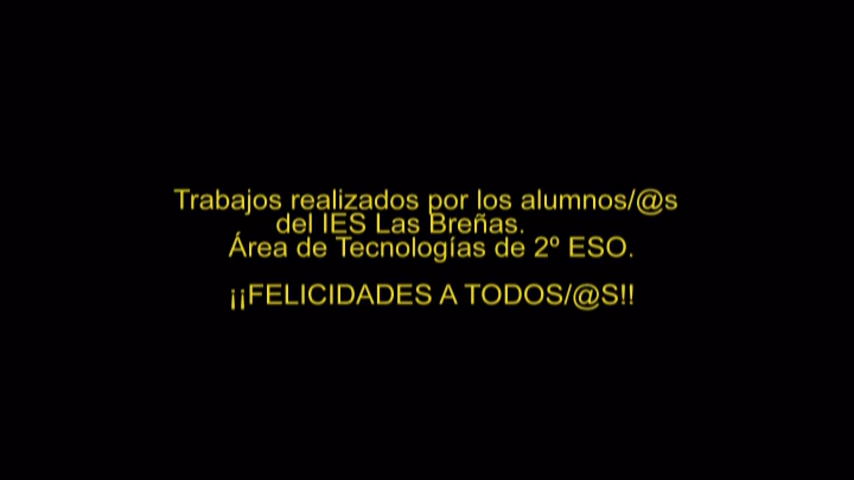 Trabajos realizados por los alumnos/@s
del IES Las Breñas.
Área de Tecnologías de 2º ESO.
¡¡FELICIDADES A TODOS/@S!!